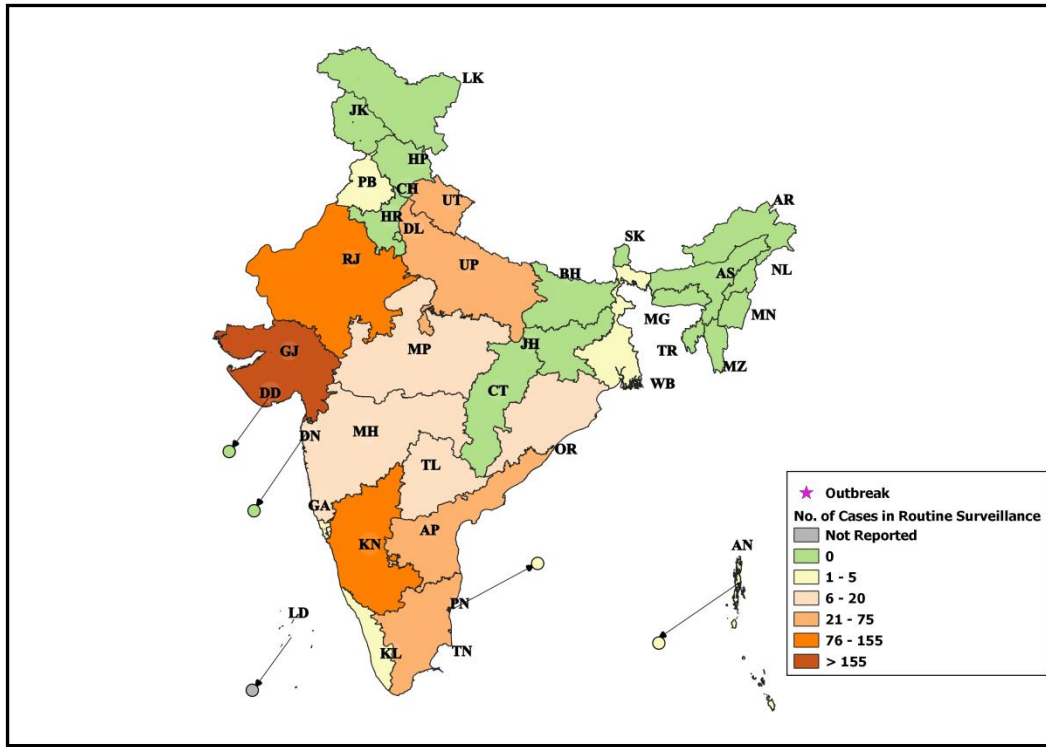 LK
JK
HP
PB
CH
UT
HR
DL
AR
SK
RJ
UP
BH
AS
NL
MG
MN
GJ
MP
JH
TR
MZ
DD
CT
WB
DN
MH
OR
TL
GA
AP
KN
AN
PN
LD
KL
TN
Outbreak
No. of Cases in Routine Surveillance
Not Reported
0
1 - 5
6 - 20
21 - 75
76 - 155
> 155